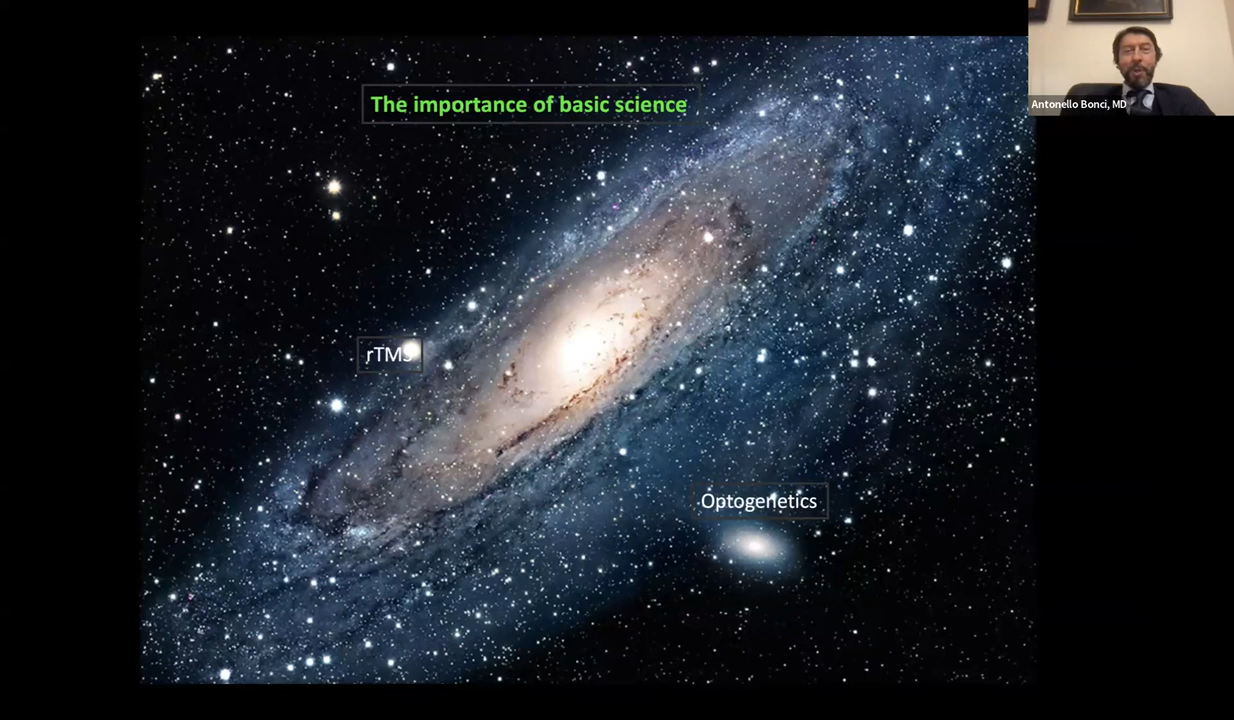 The importance of basic science
Antonello Bonci, MD
rTMS
Optogenetics